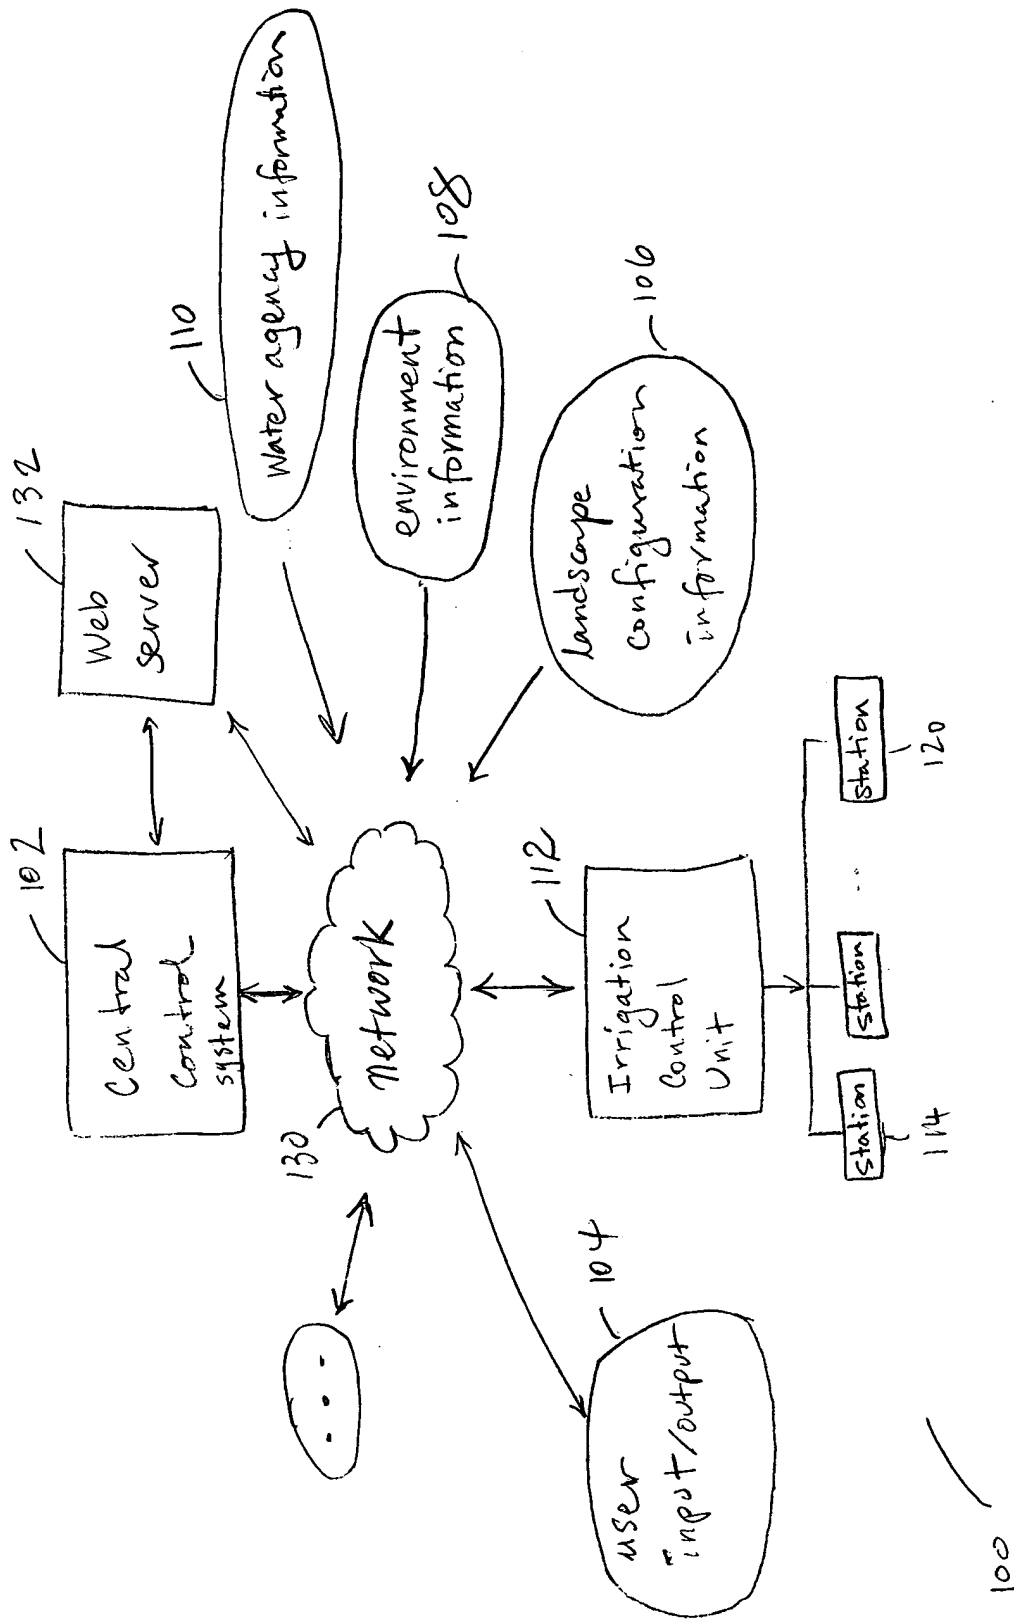 102
Central
Control
system
132
Web
server
110
Water agency information
108
environment
information
106
landscape
configuration
information
130
network
...
104
user
input/output
112
Irrigation
Control
Unit
station
station
...
station
114
120
100